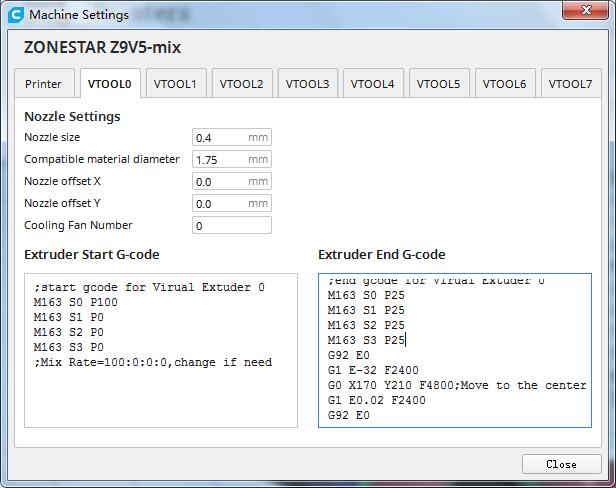 Machine Settings
ZONESTAR Z9V5-mix
Printer VTOOL0 VTOOL1 VTOOL2 VTOOL3 VTOOL4 VTOOL5 VTOOL6 VTOOL7
Nozzle Settings
Nozzle size 0.4 mm
Compatible material diameter 1.75 mm
Nozzle offset X 0.0 mm
Nozzle offset Y 0.0 mm
Cooling Fan Number 0
Extruder Start G-code
;start gcode for Virual Extuder 0
M163 S0 P100
M163 S1 P0
M163 S2 P0
M163 S3 P0
;Mix Rate=100:0:0:0,change if need
Extruder End G-code
;end gcode for Virual Extuder 0
M163 S0 P25
M163 S1 P25
M163 S2 P25
M163 S3 P25
G92 E0
G1 E-32 F2400
G0 X170 Y210 F4800;Move to the center
G1 E0.02 F2400
G92 E0
Close